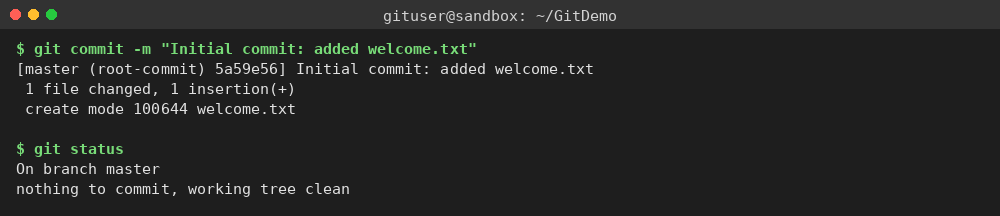 gituser@sandbox: ~/GitDemo
$ git commit -m "Initial commit: added welcome.txt"
[master (root-commit) 5a59e56] Initial commit: added welcome.txt
 1 file changed, 1 insertion(+)
 create mode 100644 welcome.txt
$ git status
On branch master
nothing to commit, working tree clean